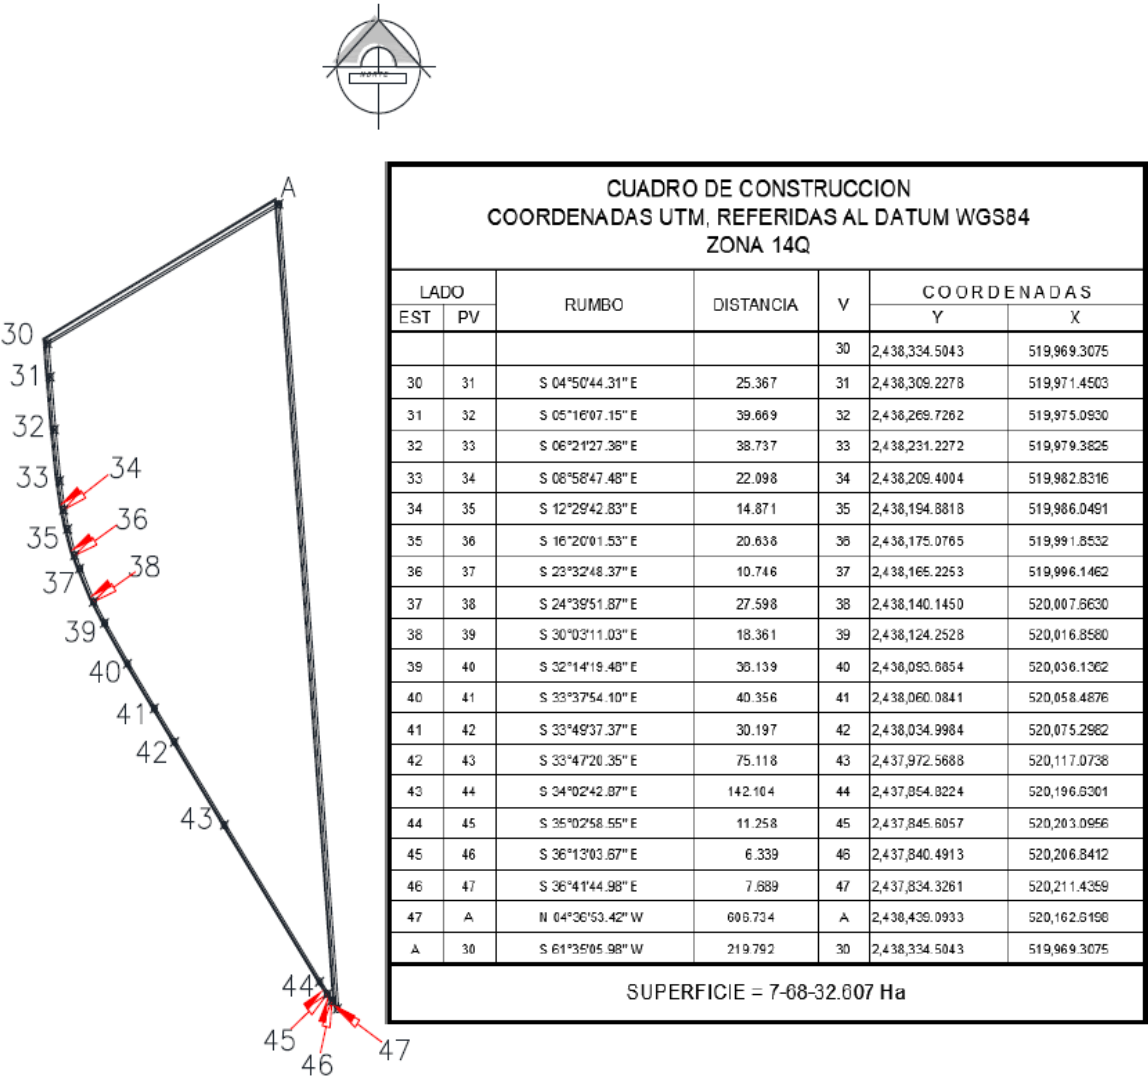 NORTE
A
30
31
32
33
34
35
36
37
38
39
40
41
42
43
44
45
46
47
CUADRO DE CONSTRUCCION
COORDENADAS UTM, REFERIDAS AL DATUM WGS84
ZONA 14Q
LADO RUMBO DISTANCIA V COORDENADAS
EST PV Y X
30 2,438,334.5043 519,969.3075
30 31 S 04°50'44.31" E 25.367 31 2,438,309.2278 519,971.4503
31 32 S 05°16'07.15" E 39.669 32 2,438,269.7262 519,975.0930
32 33 S 06°21'27.36" E 38.737 33 2,438,231.2272 519,979.3825
33 34 S 08°58'47.48" E 22.098 34 2,438,209.4004 519,982.8316
34 35 S 12°29'42.83" E 14.871 35 2,438,194.8818 519,986.0491
35 36 S 16°20'01.53" E 20.638 36 2,438,175.0765 519,991.8532
36 37 S 23°32'48.37" E 10.746 37 2,438,165.2253 519,996.1462
37 38 S 24°39'51.87" E 27.598 38 2,438,140.1450 520,007.6630
38 39 S 30°03'11.03" E 18.361 39 2,438,124.2528 520,016.8580
39 40 S 32°14'19.48" E 36.139 40 2,438,093.6854 520,036.1362
40 41 S 33°37'54.10" E 40.356 41 2,438,060.0841 520,058.4876
41 42 S 33°49'37.37" E 30.197 42 2,438,034.9984 520,075.2982
42 43 S 33°47'20.35" E 75.118 43 2,437,972.5688 520,117.0738
43 44 S 34°02'42.87" E 142.104 44 2,437,854.8224 520,196.6301
44 45 S 35°02'58.55" E 11.258 45 2,437,845.6057 520,203.0956
45 46 S 36°13'03.67" E 6.339 46 2,437,840.4913 520,206.8412
46 47 S 36°41'44.98" E 7.689 47 2,437,834.3261 520,211.4359
47 A N 04°36'53.42" W 606.734 A 2,438,439.0933 520,162.6198
A 30 S 61°35'05.98" W 219.792 30 2,438,334.5043 519,969.3075
SUPERFICIE = 7-68-32.607 Ha